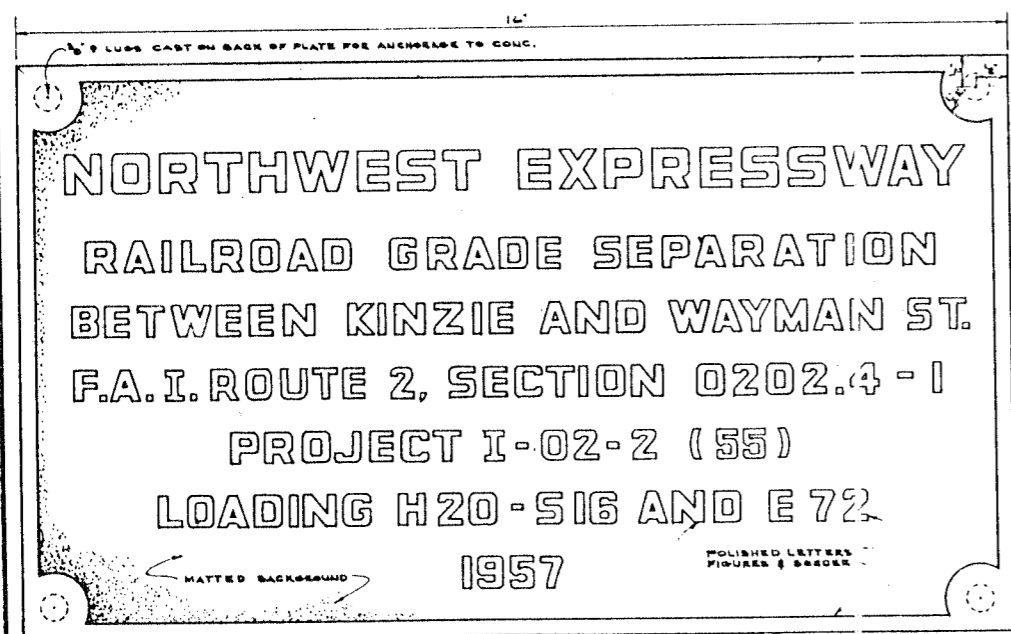 16"
⅜" φ LUGS CAST ON BACK OF PLATE FOR ANCHORAGE TO CONC.
NORTHWEST EXPRESSWAY
RAILROAD GRADE SEPARATION
BETWEEN KINZIE AND WAYMAN ST.
F.A.I. ROUTE 2, SECTION 0202.4 - 1
PROJECT I-02-2 (55)
LOADING H20-S16 AND E 72
1957
MATTED BACKGROUND
POLISHED LETTERS
FIGURES & BORDER